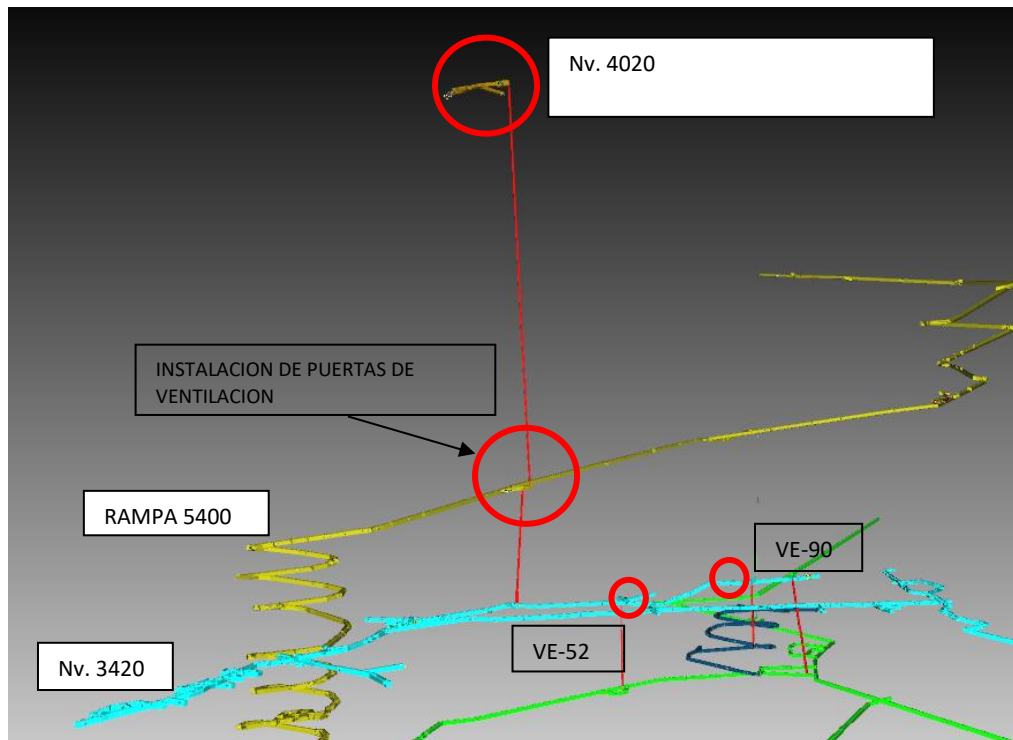 Nv. 4020
INSTALACION DE PUERTAS DE
VENTILACION
RAMPA 5400
VE-90
VE-52
Nv. 3420